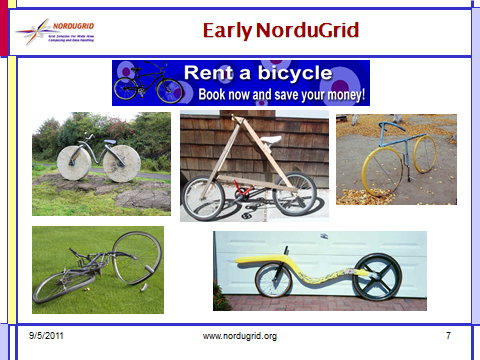 NORDUGRID
Grid Solution for Wide Area
Computing and Data Handling
Early NorduGrid
Rent a bicycle
Book now and save your money!
9/5/2011
www.nordugrid.org
7